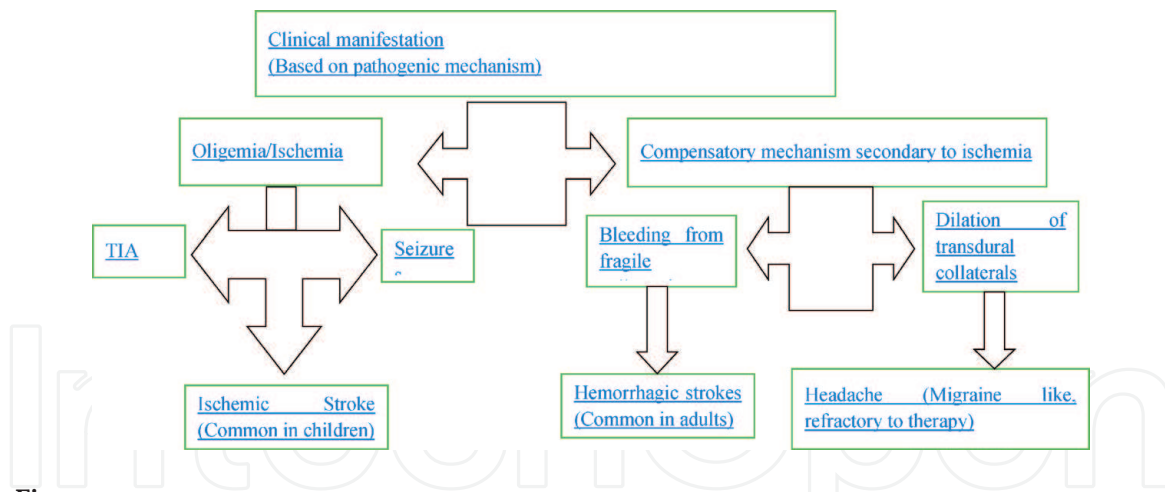 Clinical manifestation
(Based on pathogenic mechanism)
Oligemia/Ischemia
Compensatory mechanism secondary to ischemia
TIA
Seizure
Bleeding from
fragile
Dilation of
transdural
collaterals
Ischemic Stroke
(Common in children)
Hemorrhagic strokes
(Common in adults)
Headache (Migraine like,
refractory to therapy)